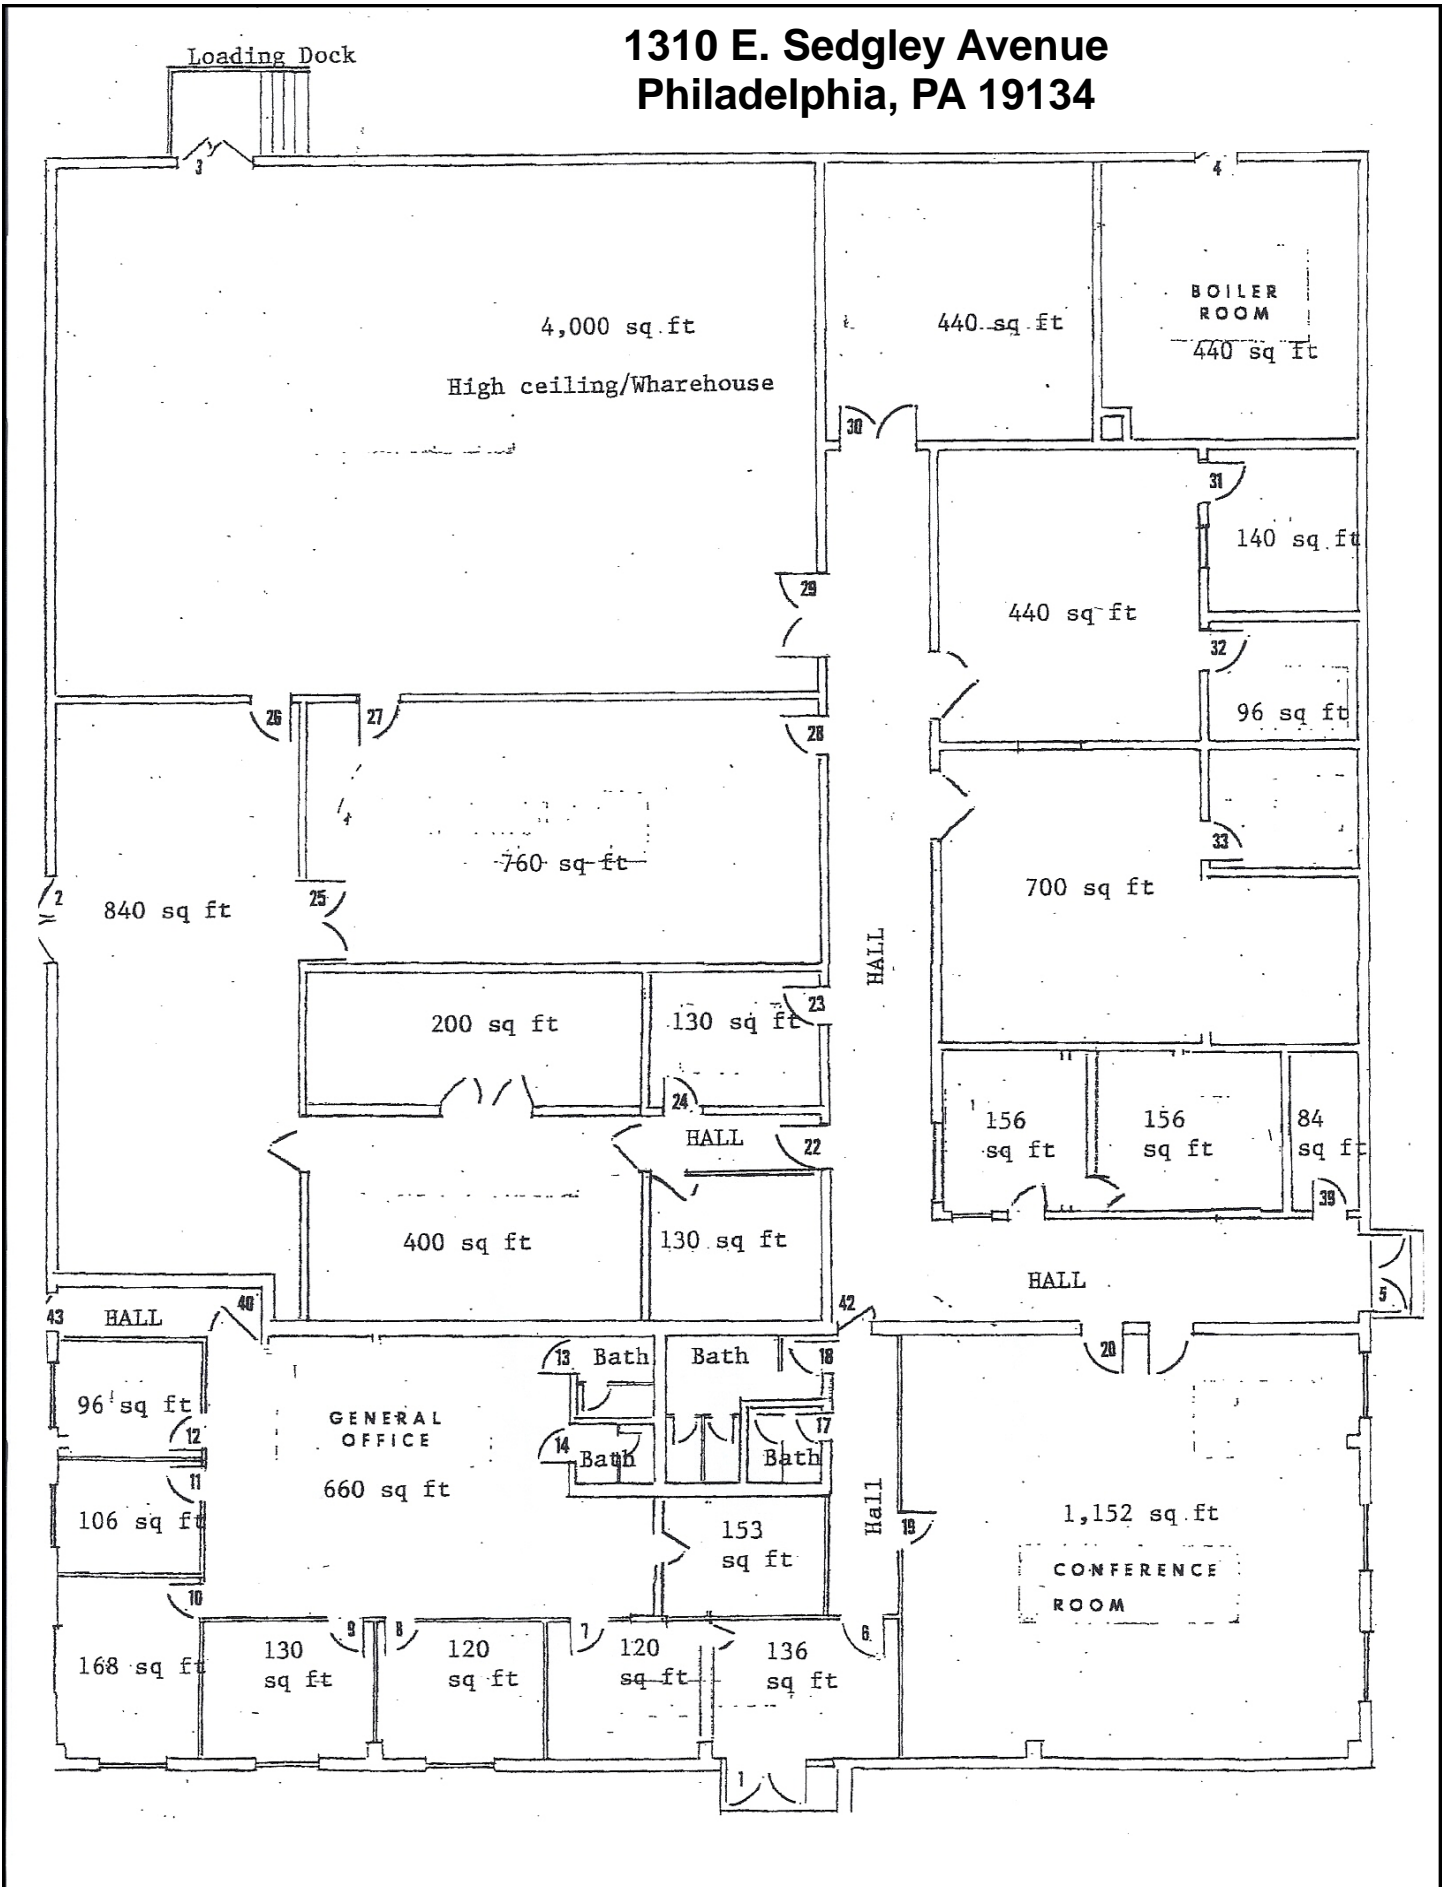 1310 E. Sedgley Avenue
Philadelphia, PA 19134
Loading Dock
3
4
4,000 sq.ft
High ceiling/Wharehouse
440 sq ft
BOILER
ROOM
440 sq ft
30
31
140 sq.ft
29
440 sq ft
32
96 sq ft
26
27
28
33
2
840 sq ft
25
760 sq ft
700 sq ft
HALL
200 sq ft
130 sq ft
23
24
HALL
22
156
sq ft
156
sq ft
84
sq ft
39
400 sq ft
130 sq ft
HALL
5
43
HALL
40
42
13
Bath
Bath
18
20
96 sq ft
12
GENERAL
OFFICE
14
Bath
17
Bath
11
660 sq ft
106 sq ft
Hall
153
sq ft
19
1,152 sq.ft
CONFERENCE
ROOM
10
168 sq ft
9
130
sq ft
8
120
sq ft
7
120
sq ft
136
sq ft
6
1